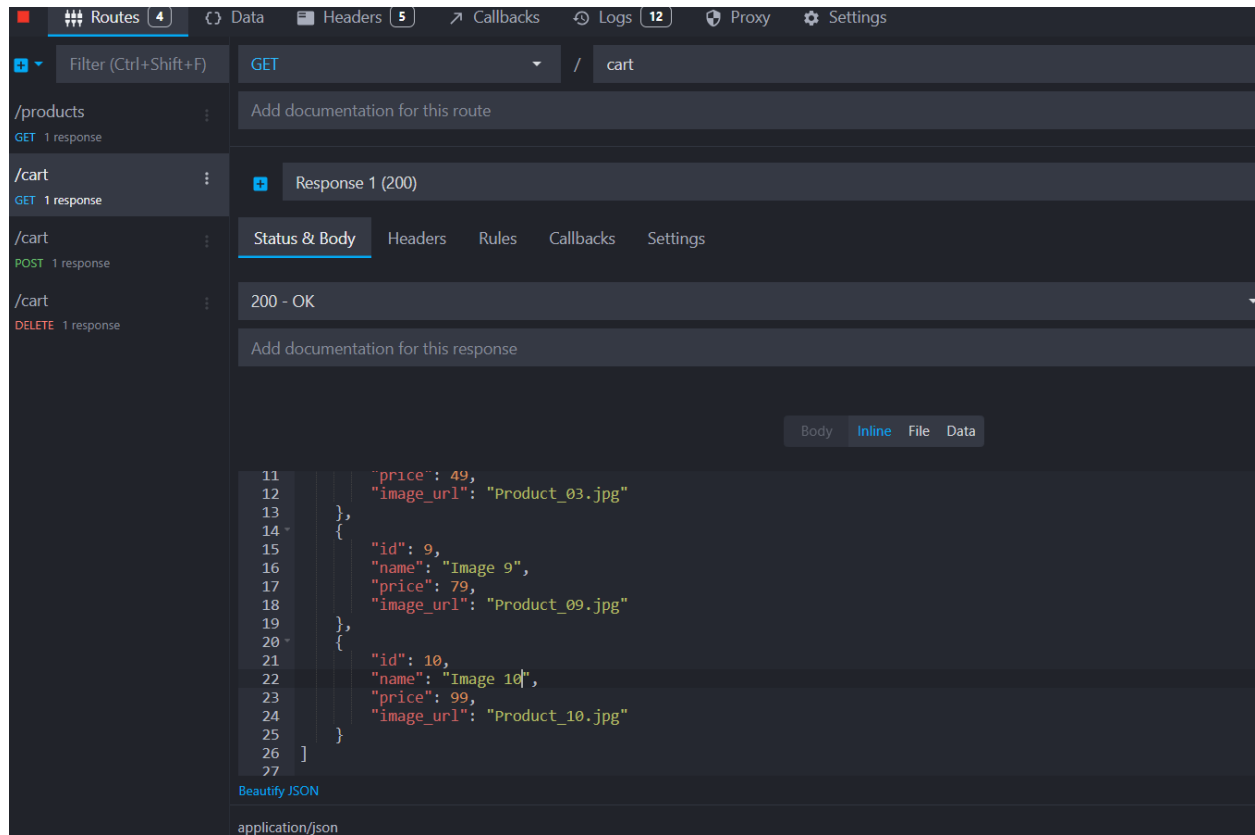 Routes 4 {} Data Headers 5 Callbacks Logs 12 Proxy Settings
Filter (Ctrl+Shift+F)
GET / cart
/products
GET 1 response
Add documentation for this route
/cart
GET 1 response
Response 1 (200)
/cart
POST 1 response
Status & Body Headers Rules Callbacks Settings
/cart
DELETE 1 response
200 - OK
Add documentation for this response
Body Inline File Data
11 "price": 49,
12 "image_url": "Product_03.jpg"
13 },
14 {
15 "id": 9,
16 "name": "Image 9",
17 "price": 79,
18 "image_url": "Product_09.jpg"
19 },
20 {
21 "id": 10,
22 "name": "Image 10",
23 "price": 99,
24 "image_url": "Product_10.jpg"
25 }
26 ]
27
Beautify JSON
application/json